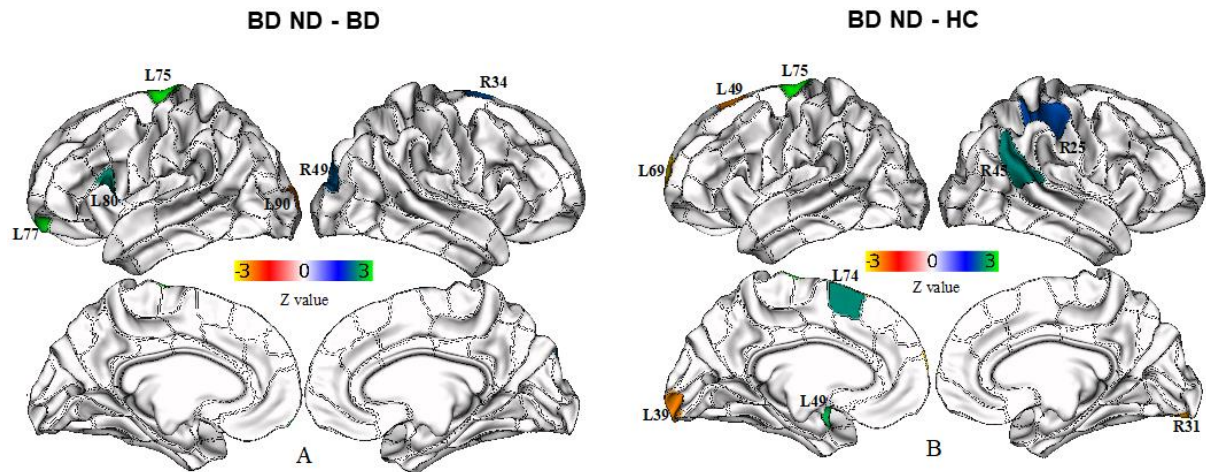 BD ND - BD
BD ND - HC
L75
R34
R49
L80
L90
L77
-3 0 3
Z value
A
L49
L75
L69
R25
R45
-3 0 3
Z value
L74
L39
L49
R31
B